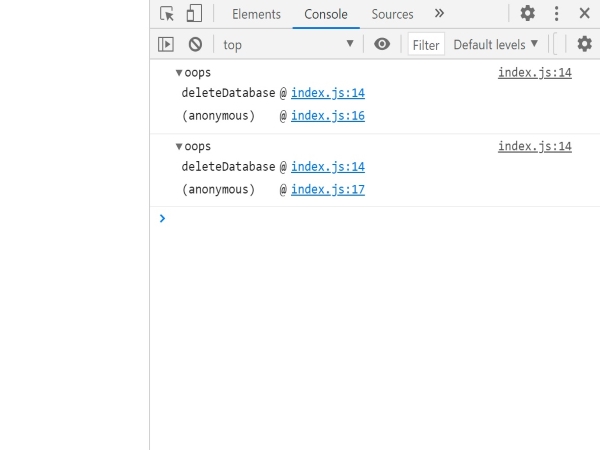 Elements Console Sources »
top Filter Default levels
oops index.js:14
deleteDatabase @ index.js:14
(anonymous) @ index.js:16
oops index.js:14
deleteDatabase @ index.js:14
(anonymous) @ index.js:17